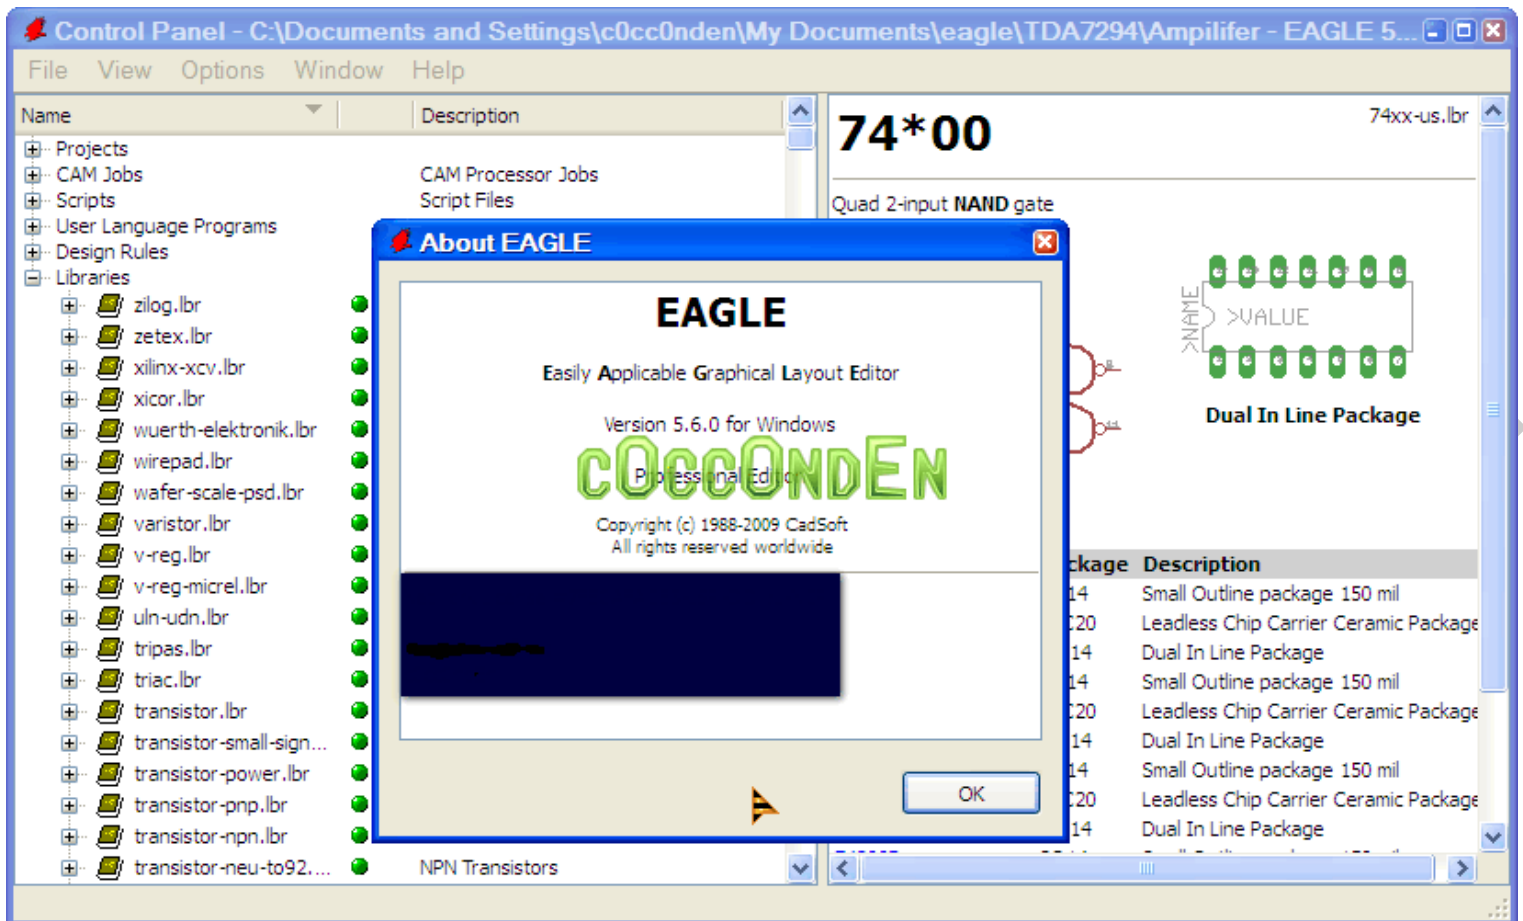 Control Panel - C:\Documents and Settings\c0cc0nden\My Documents\eagle\TDA7294\Ampilifer - EAGLE 5...
File View Options Window Help
Name Description
Projects
CAM Jobs CAM Processor Jobs
Scripts Script Files
User Language Programs
Design Rules
Libraries
zilog.lbr
zetex.lbr
xilinx-xcv.lbr
xicor.lbr
wuerth-elektronik.lbr
wirepad.lbr
wafer-scale-psd.lbr
varistor.lbr
v-reg.lbr
v-reg-micrel.lbr
uln-udn.lbr
tripas.lbr
triac.lbr
transistor.lbr
transistor-small-sign...
transistor-power.lbr
transistor-pnp.lbr
transistor-npn.lbr
transistor-neu-to92.... NPN Transistors
About EAGLE
EAGLE
Easily Applicable Graphical Layout Editor
Version 5.6.0 for Windows
c0cc0ndEN
Professional Editor
Copyright (c) 1988-2009 CadSoft
All rights reserved worldwide
OK
74*00 74xx-us.lbr
Quad 2-input NAND gate
>NAME
>VALUE
8
11
Dual In Line Package
ckage Description
14 Small Outline package 150 mil
C20 Leadless Chip Carrier Ceramic Package
14 Dual In Line Package
14 Small Outline package 150 mil
C20 Leadless Chip Carrier Ceramic Package
14 Dual In Line Package
14 Small Outline package 150 mil
C20 Leadless Chip Carrier Ceramic Package
14 Dual In Line Package